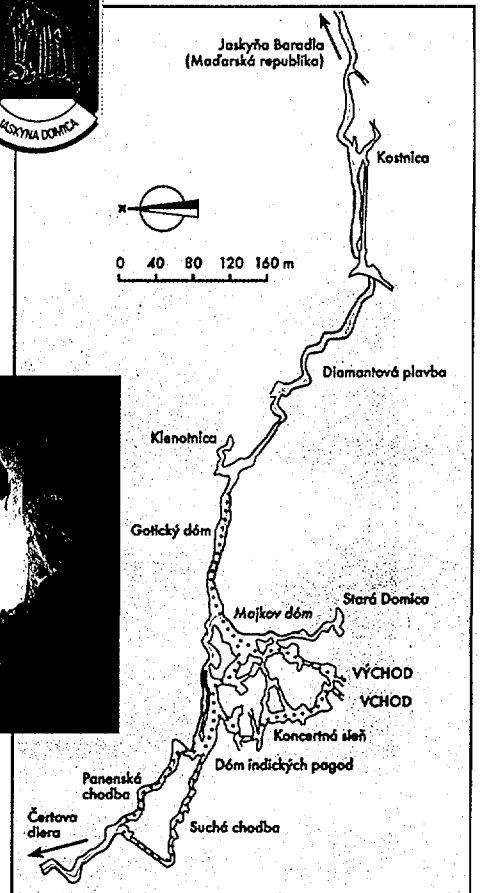 JASKYŇA DOMICA
Jaskyňa Baradla
(Maďarská republika)
Kostnica
0 40 80 120 160 m
Diamantová plavba
Klenotnica
Gotický dóm
Majkov dóm
Stará Domica
VÝCHOD
VCHOD
Koncertná sieň
Dóm indických pagod
Panenská
chodba
Suchá chodba
Čertova
diera